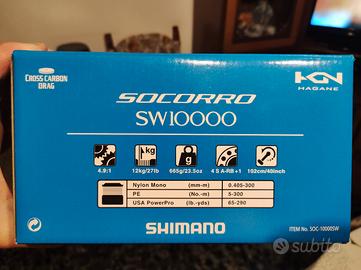 CROSS CARBON
DRAG
HAGANE
SOCORRO
SW10000
kg
g
4.9:1 12kg/27lb 665g/23.5oz 4 S A-RB +1 102cm/40inch
Nylon Mono (mm-m) 0.405-300
PE (No.-m) 5-300
USA PowerPro (lb.-yds) 65-290
SHIMANO
ITEM No. SOC-10000SW
subito